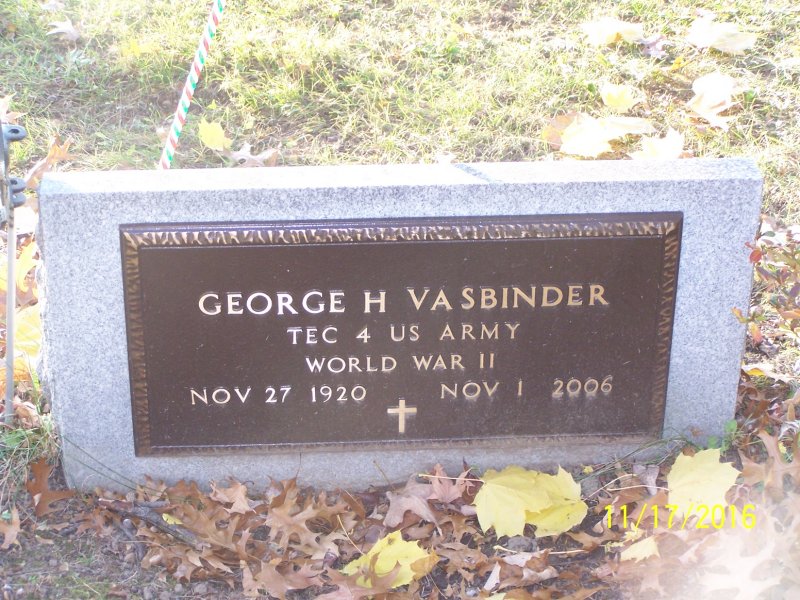 GEORGE H VASBINDER
TEC 4 US ARMY
WORLD WAR II
NOV 27 1920 NOV 1 2006
11/17/2016